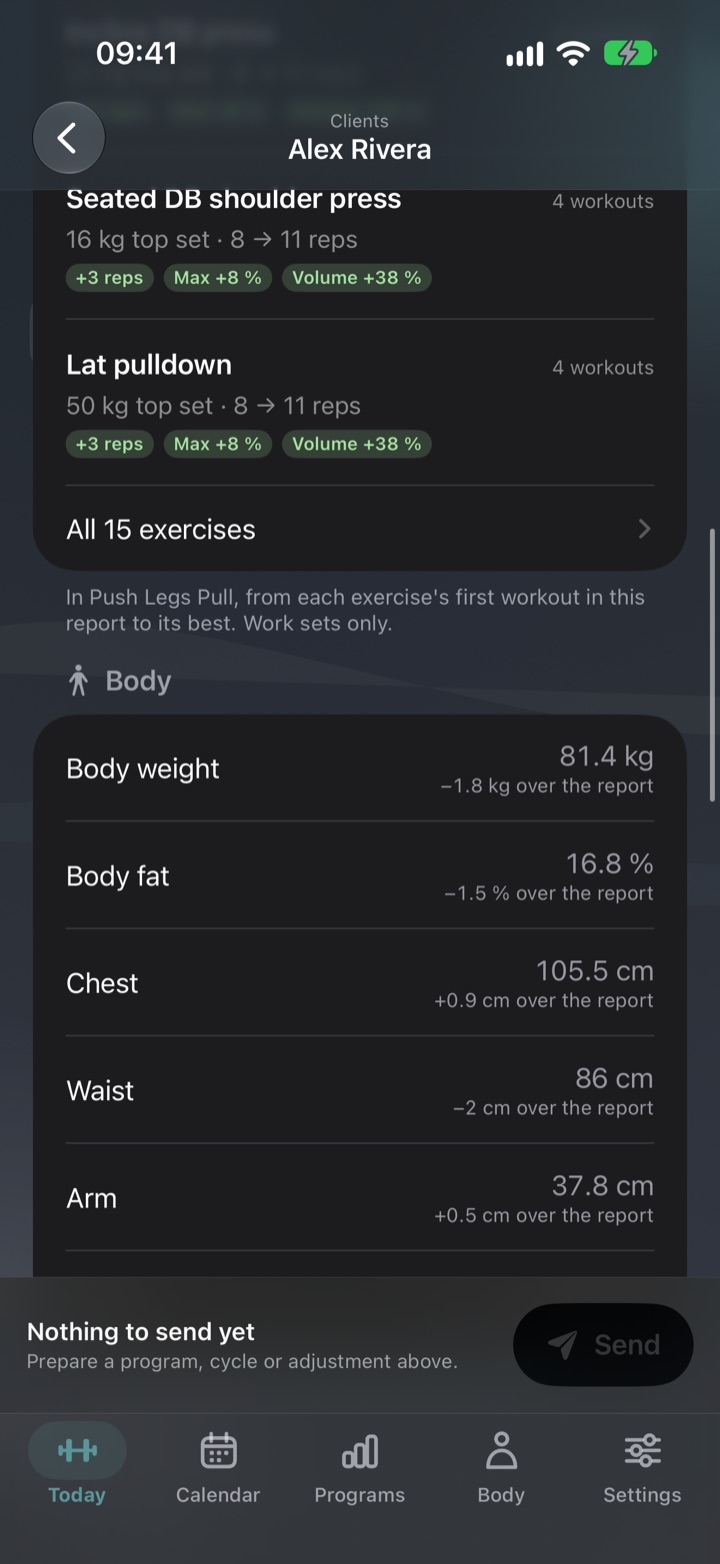 09:41
Clients
Alex Rivera
Seated DB shoulder press
4 workouts
16 kg top set · 8 → 11 reps
+3 reps Max +8 % Volume +38 %
Lat pulldown
4 workouts
50 kg top set · 8 → 11 reps
+3 reps Max +8 % Volume +38 %
All 15 exercises
In Push Legs Pull, from each exercise's first workout in this
report to its best. Work sets only.
Body
Body weight
81.4 kg
−1.8 kg over the report
Body fat
16.8 %
−1.5 % over the report
Chest
105.5 cm
+0.9 cm over the report
Waist
86 cm
−2 cm over the report
Arm
37.8 cm
+0.5 cm over the report
Nothing to send yet
Prepare a program, cycle or adjustment above.
Send
Today Calendar Programs Body Settings